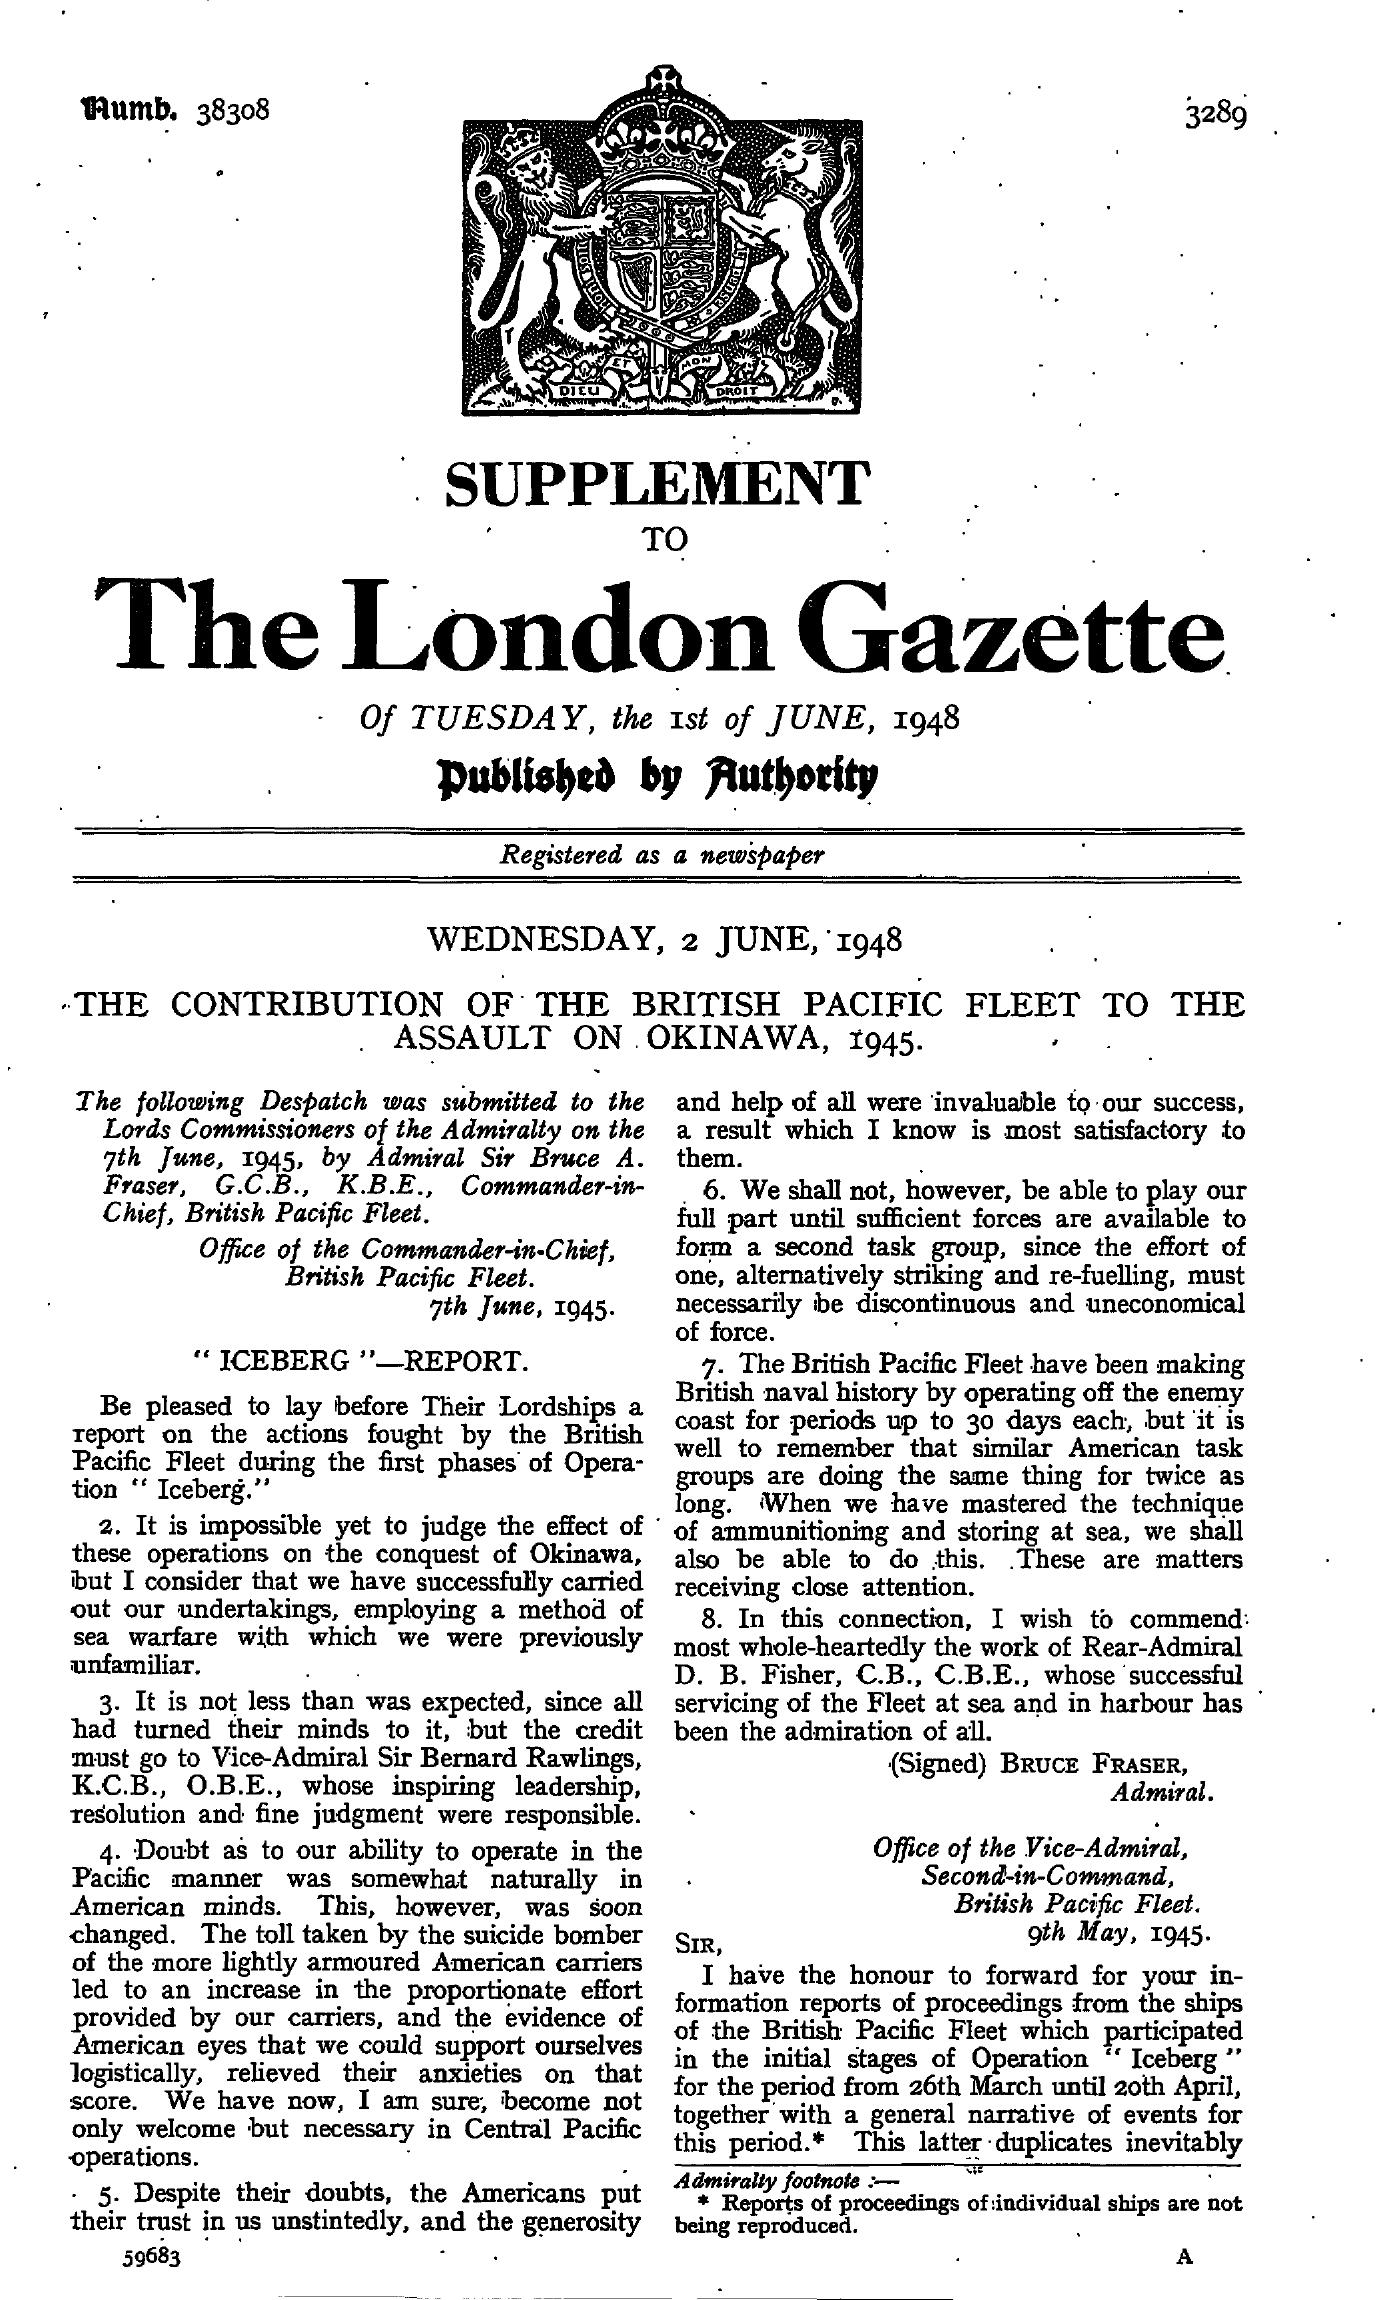 Numb. 38308
3289
DIEU ET MON DROIT
SUPPLEMENT
TO
The London Gazette
Of TUESDAY, the 1st of JUNE, 1948
Published by Authority
Registered as a newspaper
WEDNESDAY, 2 JUNE, 1948
THE CONTRIBUTION OF THE BRITISH PACIFIC FLEET TO THE
ASSAULT ON OKINAWA, 1945.
The following Despatch was submitted to the
Lords Commissioners of the Admiralty on the
7th June, 1945, by Admiral Sir Bruce A.
Fraser, G.C.B., K.B.E., Commander-in-
Chief, British Pacific Fleet.
Office of the Commander-in-Chief,
British Pacific Fleet.
7th June, 1945.
" ICEBERG "—REPORT.
Be pleased to lay before Their Lordships a
report on the actions fought by the British
Pacific Fleet during the first phases of Opera-
tion " Iceberg."
2. It is impossible yet to judge the effect of
these operations on the conquest of Okinawa,
but I consider that we have successfully carried
out our undertakings, employing a method of
sea warfare with which we were previously
unfamiliar.
3. It is not less than was expected, since all
had turned their minds to it, but the credit
must go to Vice-Admiral Sir Bernard Rawlings,
K.C.B., O.B.E., whose inspiring leadership,
resolution and fine judgment were responsible.
4. Doubt as to our ability to operate in the
Pacific manner was somewhat naturally in
American minds. This, however, was soon
changed. The toll taken by the suicide bomber
of the more lightly armoured American carriers
led to an increase in the proportionate effort
provided by our carriers, and the evidence of
American eyes that we could support ourselves
logistically, relieved their anxieties on that
score. We have now, I am sure, become not
only welcome but necessary in Central Pacific
operations.
5. Despite their doubts, the Americans put
their trust in us unstintedly, and the generosity
59683
and help of all were invaluable to our success,
a result which I know is most satisfactory to
them.
6. We shall not, however, be able to play our
full part until sufficient forces are available to
form a second task group, since the effort of
one, alternatively striking and re-fuelling, must
necessarily be discontinuous and uneconomical
of force.
7. The British Pacific Fleet have been making
British naval history by operating off the enemy
coast for periods up to 30 days each, but it is
well to remember that similar American task
groups are doing the same thing for twice as
long. When we have mastered the technique
of ammunitioning and storing at sea, we shall
also be able to do this. These are matters
receiving close attention.
8. In this connection, I wish to commend
most whole-heartedly the work of Rear-Admiral
D. B. Fisher, C.B., C.B.E., whose successful
servicing of the Fleet at sea and in harbour has
been the admiration of all.
(Signed) BRUCE FRASER,
Admiral.
Office of the Vice-Admiral,
Second-in-Command,
British Pacific Fleet.
9th May, 1945.
SIR,
I have the honour to forward for your in-
formation reports of proceedings from the ships
of the British Pacific Fleet which participated
in the initial stages of Operation " Iceberg "
for the period from 26th March until 20th April,
together with a general narrative of events for
this period.* This latter duplicates inevitably
Admiralty footnote :—
* Reports of proceedings of individual ships are not
being reproduced.
A